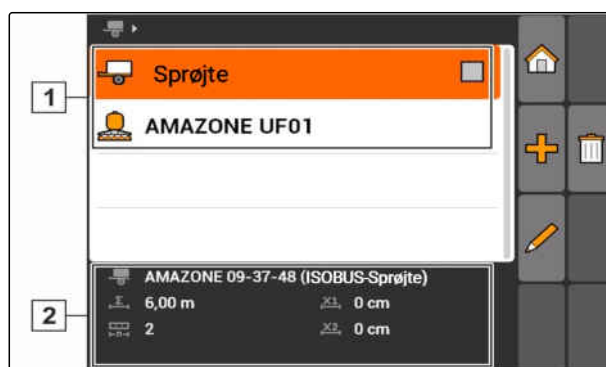 1
Sprøjte
AMAZONE UF01
2
AMAZONE 09-37-48 (ISOBUS-Sprøjte)
6,00 m
X1 0 cm
2
X2 0 cm